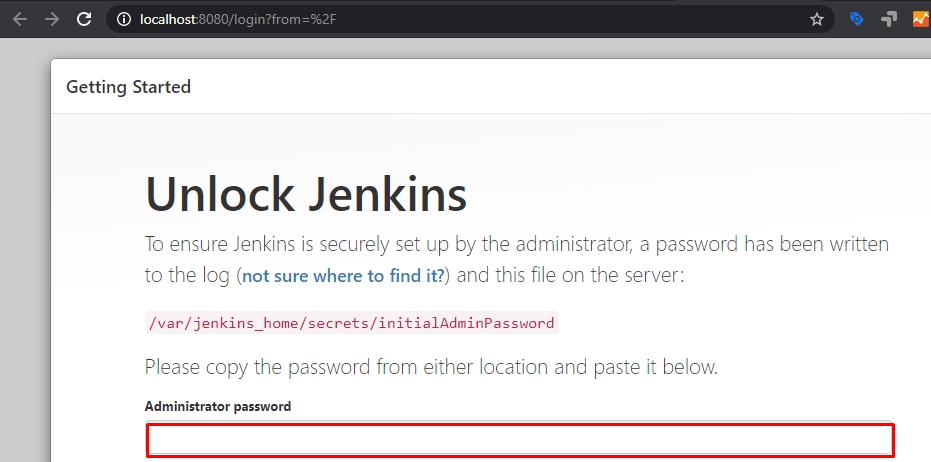 localhost:8080/login?from=%2F
Getting Started
Unlock Jenkins
To ensure Jenkins is securely set up by the administrator, a password has been written
to the log (not sure where to find it?) and this file on the server:
/var/jenkins_home/secrets/initialAdminPassword
Please copy the password from either location and paste it below.
Administrator password